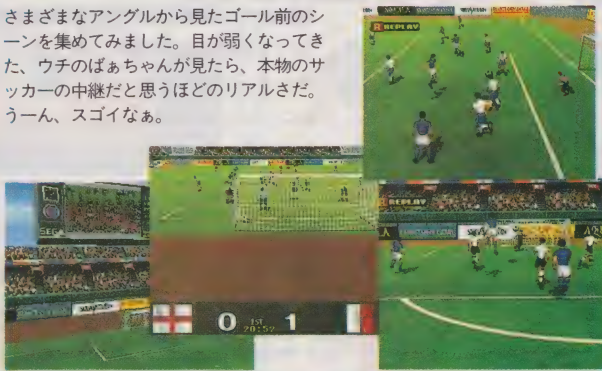 さまざまなアングルから見たゴール前のシ
ーンを集めてみました。目が弱くなってき
た、ウチのばぁちゃんが見たら、本物のサ
ッカーの中継だと思うほどのリアルさだ。
うーん、スゴイなぁ。
R REPLAY
0 1ST 1
20:52
R REPLAY